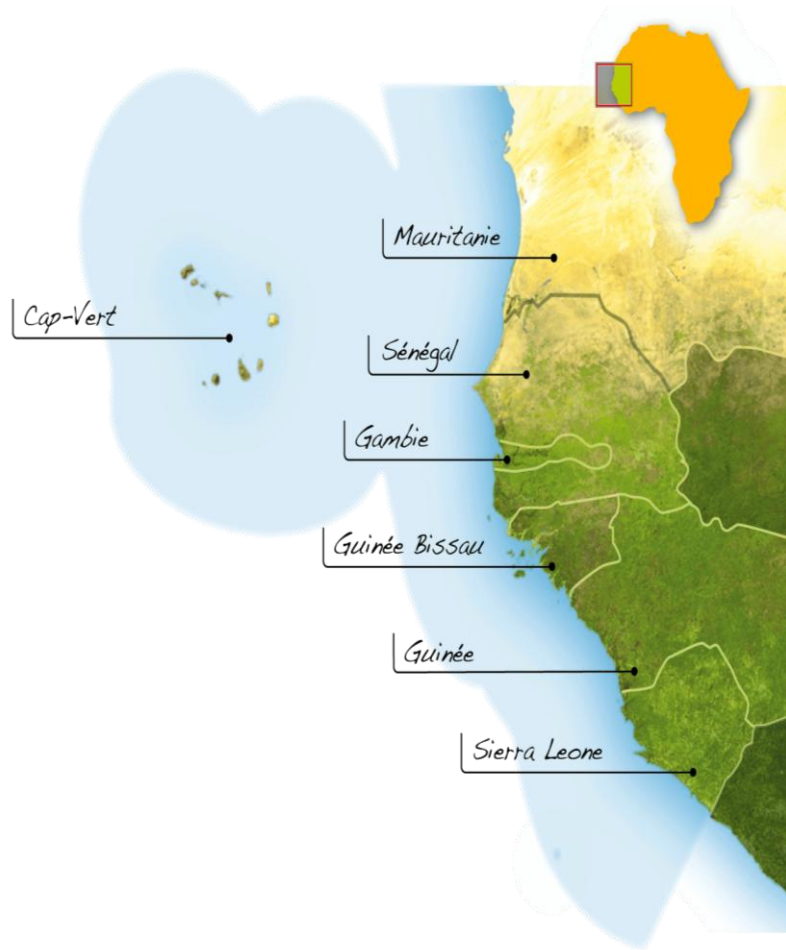 Mauritanie
Cap-Vert
Sénégal
Gambie
Guinée Bissau
Guinée
Sierra Leone